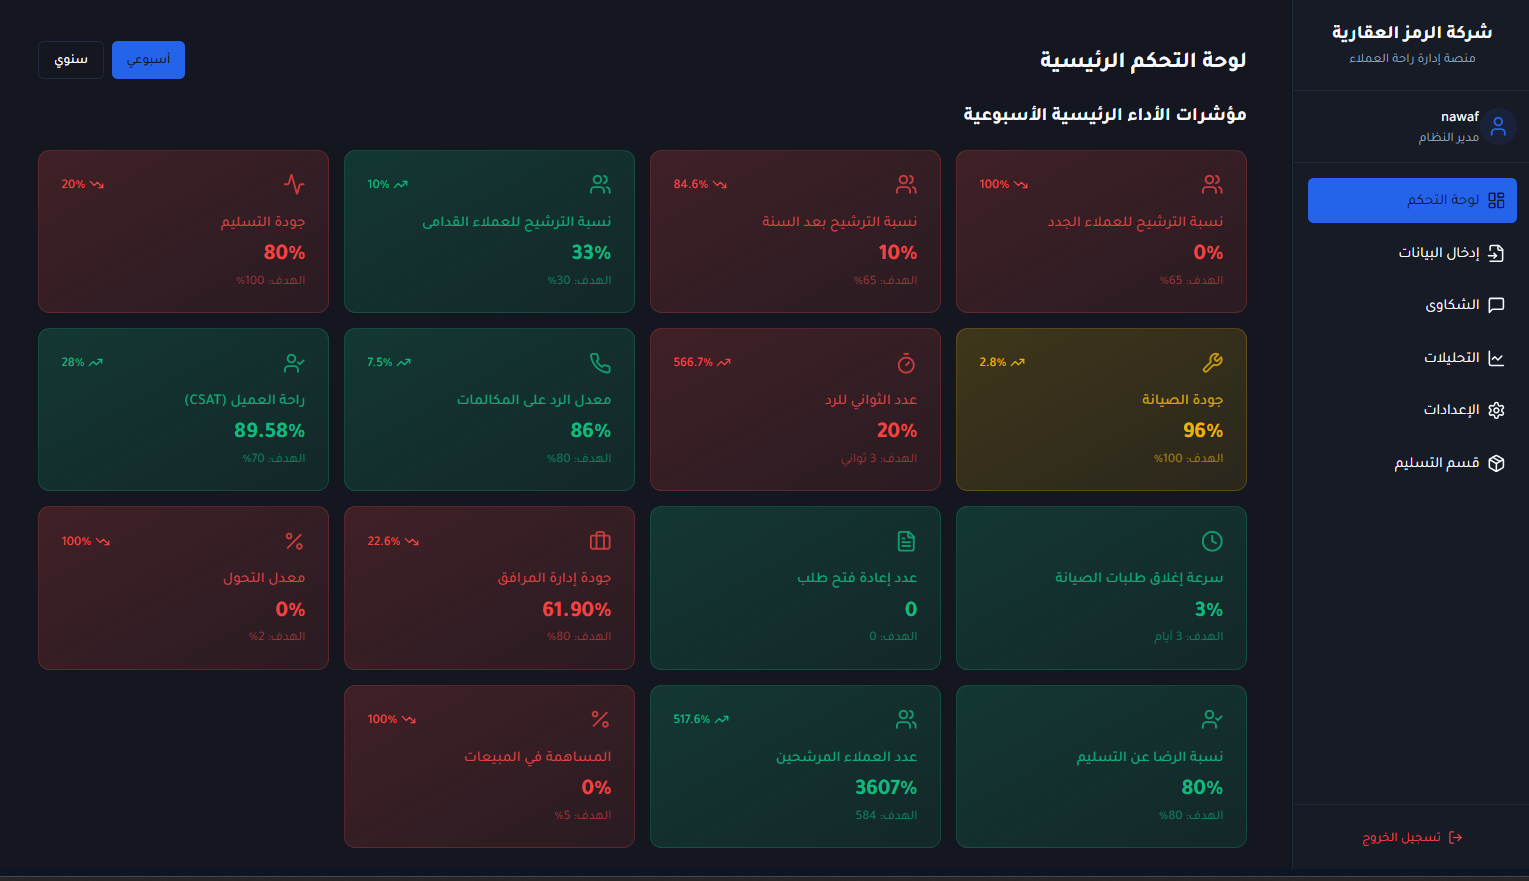 شركة الرمز العقارية
منصة إدارة راحة العملاء
nawaf
مدير النظام
لوحة التحكم
إدخال البيانات
الشكاوى
التحليلات
الإعدادات
قسم التسليم
تسجيل الخروج
لوحة التحكم الرئيسية
أسبوعي
سنوي
مؤشرات الأداء الرئيسية الأسبوعية
100%
نسبة الترشيح للعملاء الجدد
0%
الهدف: 65%
84.6%
نسبة الترشيح بعد السنة
10%
الهدف: 65%
10%
نسبة الترشيح للعملاء القدامى
33%
الهدف: 30%
20%
جودة التسليم
80%
الهدف: 100%
2.8%
جودة الصيانة
96%
الهدف: 100%
566.7%
عدد الثواني للرد
20%
الهدف: 3 ثواني
7.5%
معدل الرد على المكالمات
86%
الهدف: 80%
28%
راحة العميل (CSAT)
89.58%
الهدف: 70%
سرعة إغلاق طلبات الصيانة
3%
الهدف: 3 أيام
عدد إعادة فتح طلب
0
الهدف: 0
22.6%
جودة إدارة المرافق
61.90%
الهدف: 80%
100%
معدل التحول
0%
الهدف: 2%
نسبة الرضا عن التسليم
80%
الهدف: 80%
517.6%
عدد العملاء المرشحين
3607%
الهدف: 584
100%
المساهمة في المبيعات
0%
الهدف: 5%